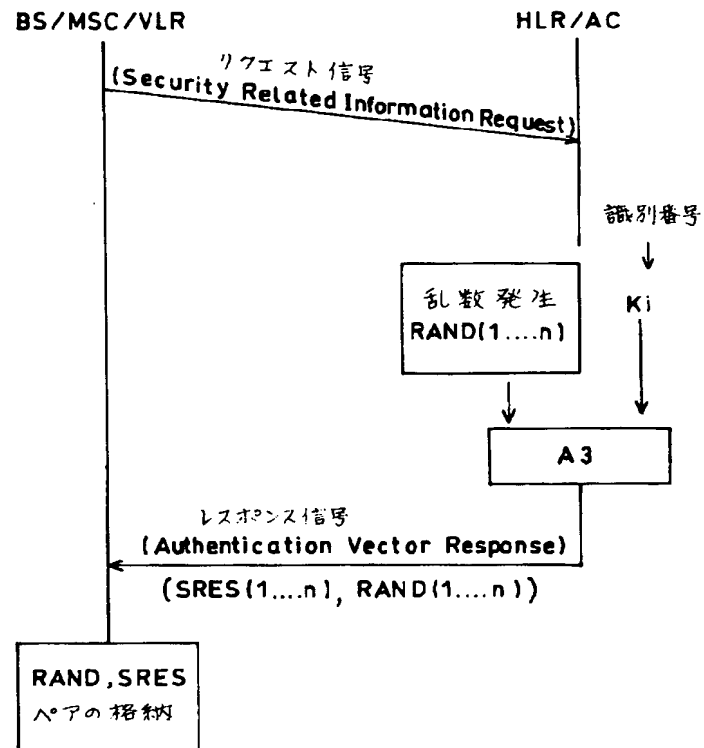 BS/MSC/VLR
HLR/AC
リクエスト信号
(Security Related Information Request)
識別番号
乱数発生
RAND(1....n)
Ki
A3
レスポンス信号
(Authentication Vector Response)
(SRES(1....n), RAND(1....n))
RAND,SRES
ペアの格納